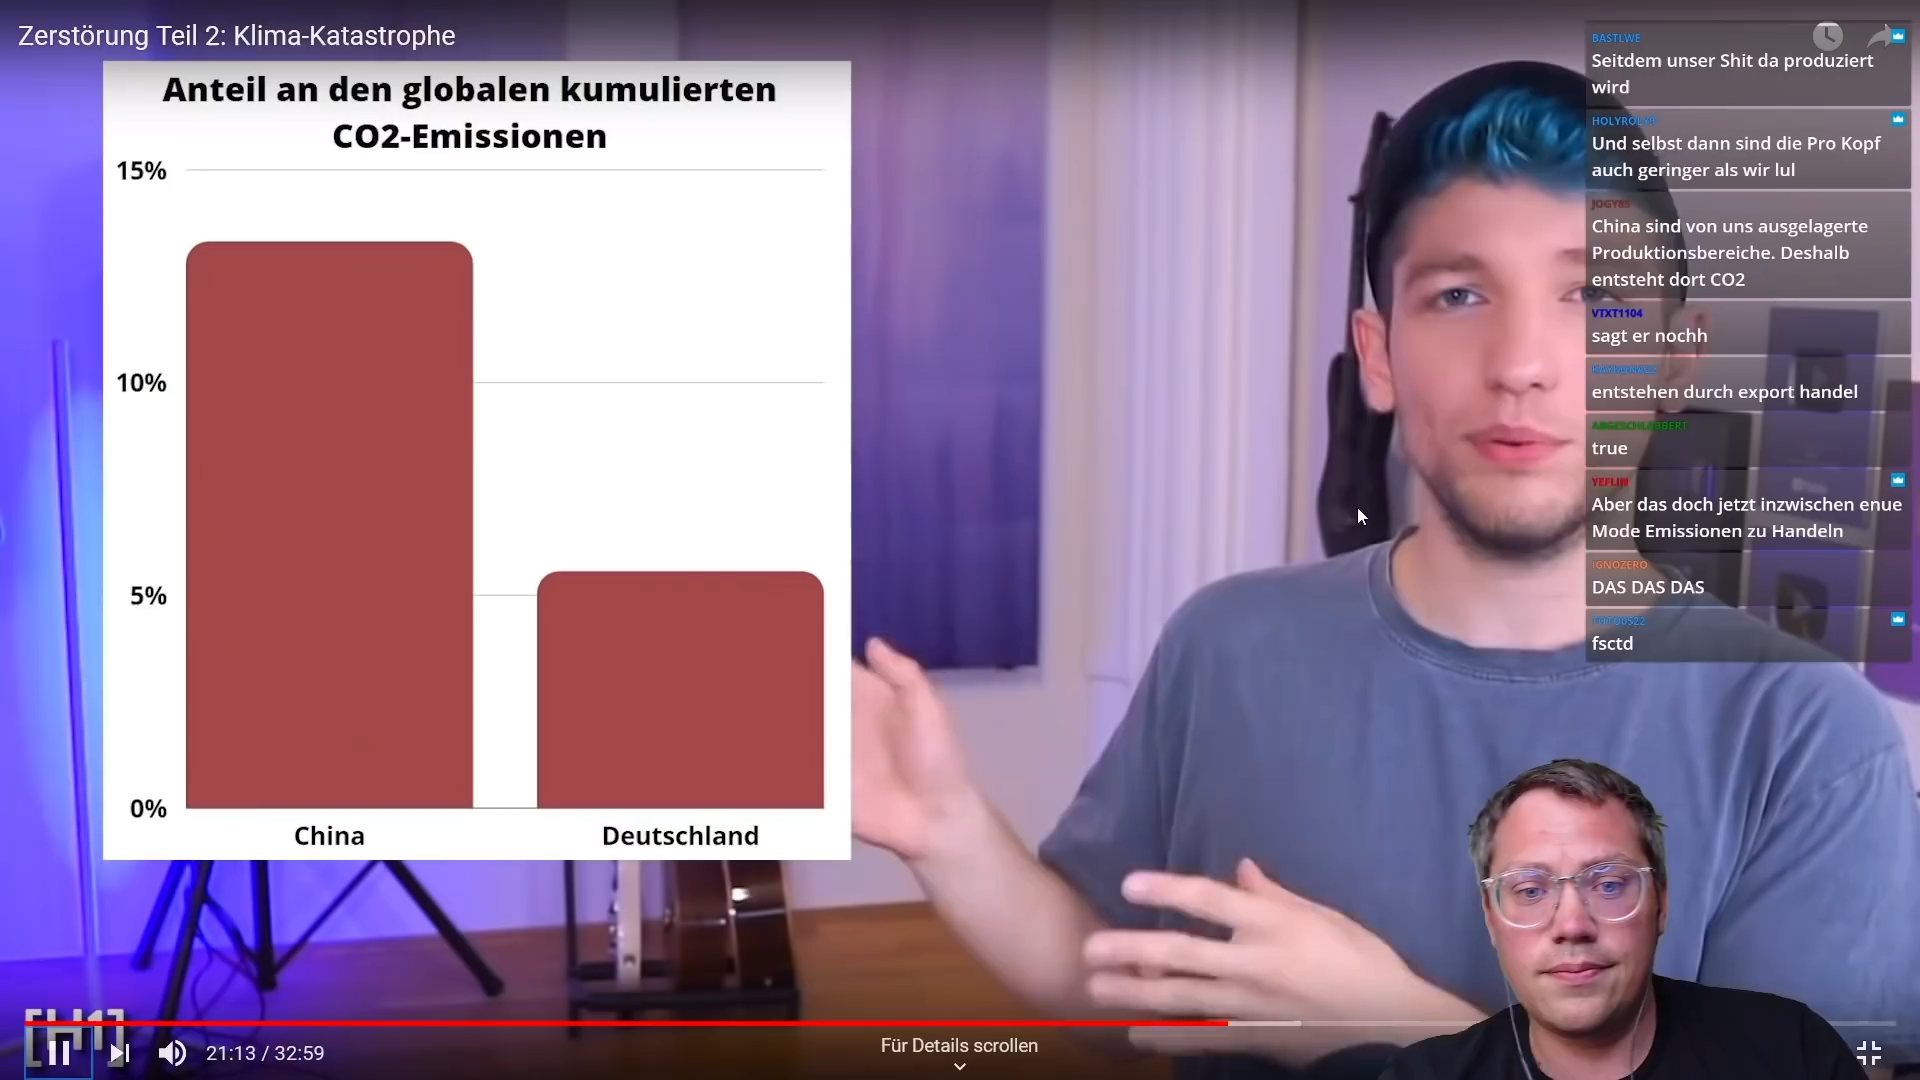 Zerstörung Teil 2: Klima-Katastrophe
Anteil an den globalen kumulierten
CO2-Emissionen
15%
10%
5%
0%
China
Deutschland
BASTLWE
Seitdem unser Shit da produziert
wird
Und selbst dann sind die Pro Kopf
auch geringer als wir lul
JOGY85
China sind von uns ausgelagerte
Produktionsbereiche. Deshalb
entsteht dort CO2
VTXT1104
sagt er nochh
entstehen durch export handel
ABGESCHLABBERT
true
YEFLIN
Aber das doch jetzt inzwischen enue
Mode Emissionen zu Handeln
IGNOZERO
DAS DAS DAS
fsctd
21:13 / 32:59
Für Details scrollen